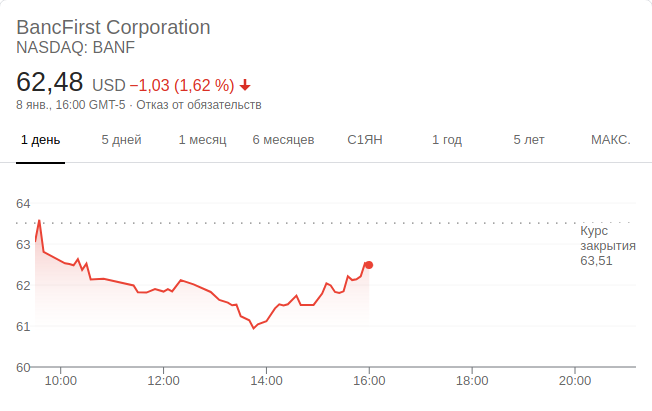 BancFirst Corporation
NASDAQ: BANF
62,48 USD −1,03 (1,62 %)
8 янв., 16:00 GMT-5 · Отказ от обязательств
1 день 5 дней 1 месяц 6 месяцев С1ЯН 1 год 5 лет МАКС.
64
Курс
закрытия
63,51
63
62
61
60
10:00 12:00 14:00 16:00 18:00 20:00